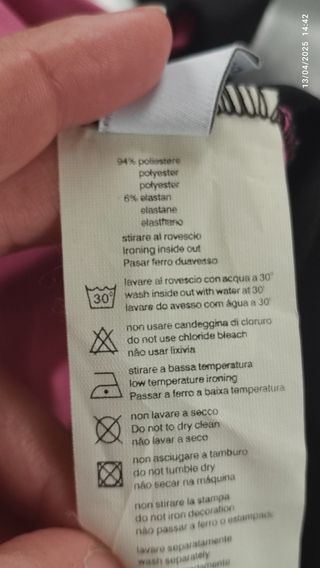 13/04/2025 14:42
94% poliestere
polyester
polyester
6% elastan
elastane
elasthano
stirare al rovescio
Ironing inside out
Pasar ferro duavesso
30°
lavare al rovescio con acqua a 30°
wash inside out with water at 30°
lavare do avesso com água a 30°
non usare candeggina di cloruro
do not use chloride bleach
não usar lixivia
stirare a bassa temperatura
low temperature ironing
Passar a ferro a baixa temperatura
non lavare a secco
Do not to dry clean
não lavar a seco
non asciugare a tamburo
do not tumble dry
não secar na máquina
non stirare la stampa
do not iron decoration
não passar a ferro o estampado
lavare separatamente
wash separately